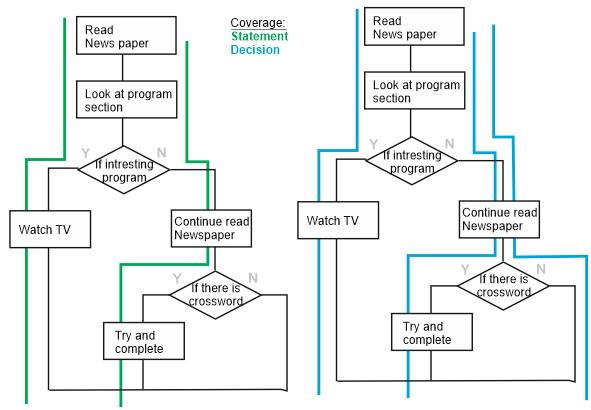 Coverage:
Statement
Decision
Read
News paper
Look at program
section
Y
N
If intresting
program
Watch TV
Continue read
Newspaper
Y
N
If there is
crossword
Try and
complete
Read
News paper
Look at program
section
Y
N
If intresting
program
Watch TV
Continue read
Newspaper
Y
N
If there is
crossword
Try and
complete